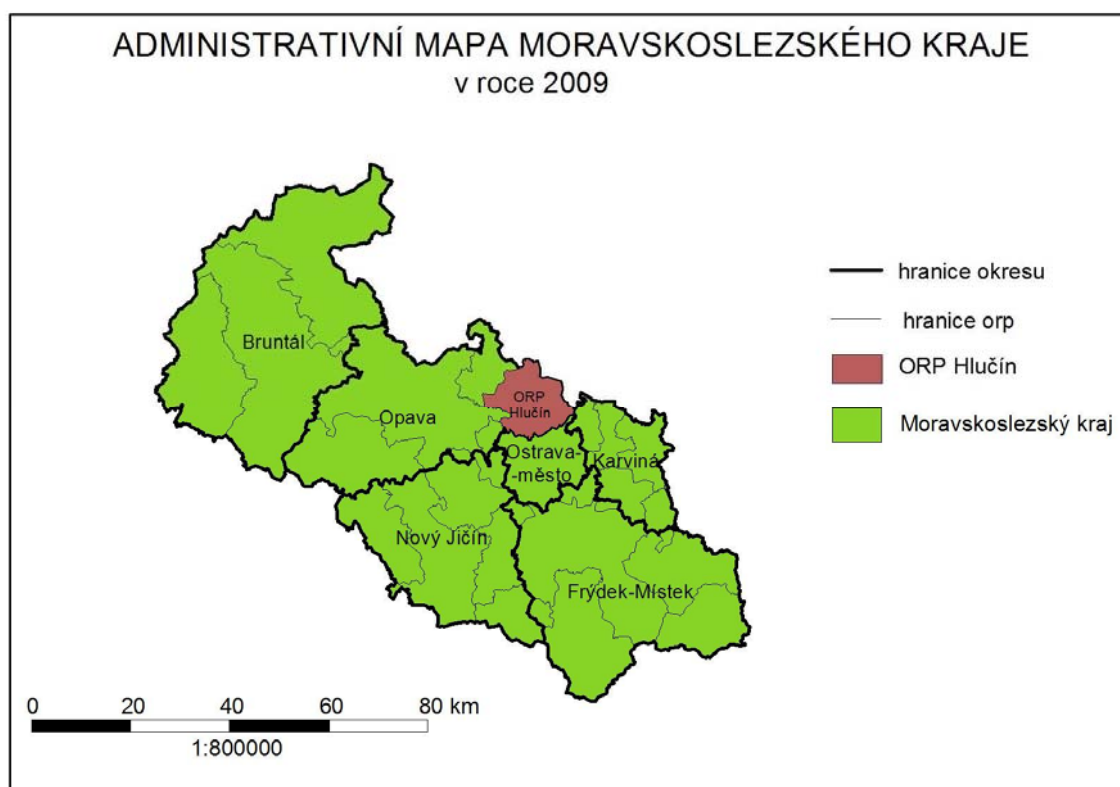 ADMINISTRATIVNÍ MAPA MORAVSKOSLEZSKÉHO KRAJE
v roce 2009
hranice okresu
hranice orp
ORP Hlučín
Moravskoslezský kraj
Bruntál
Opava
ORP
Hlučín
Ostrava-
-město
Karviná
Nový Jičín
Frýdek-Místek
0 20 40 60 80 km
1:800000